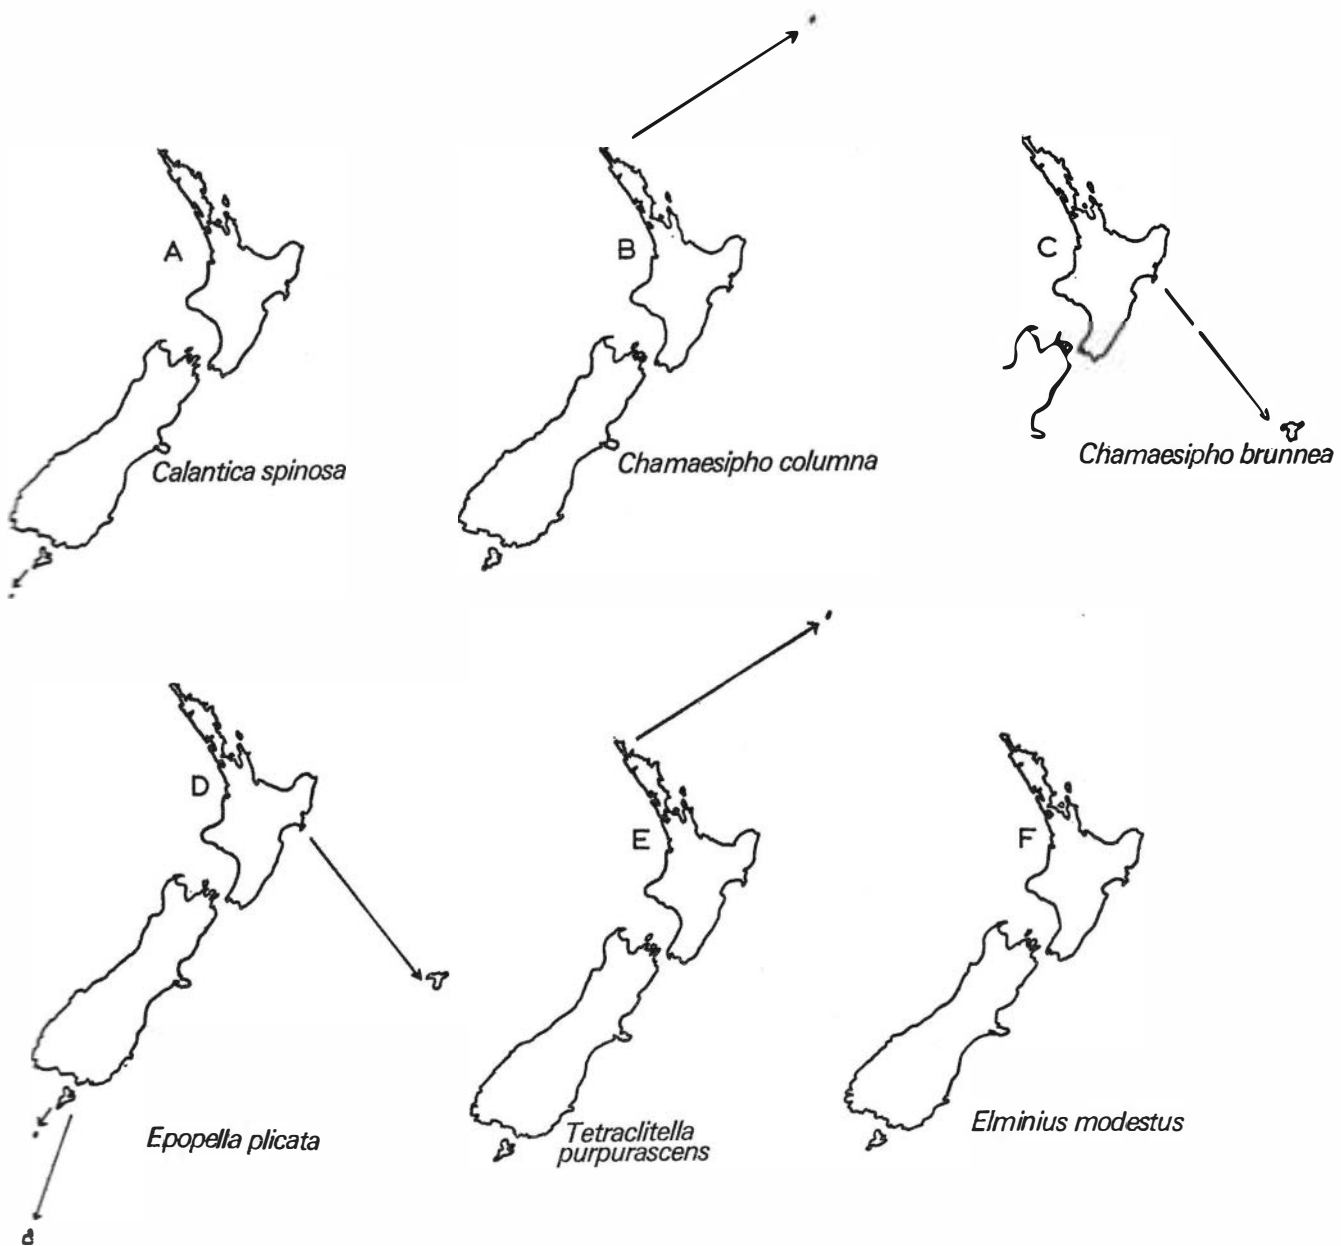 A
Calantica spinosa
B
Chamaesipho columna
C
Chamaesipho brunnea
D
Epopella plicata
E
Tetraclitella
purpurascens
F
Elminius modestus